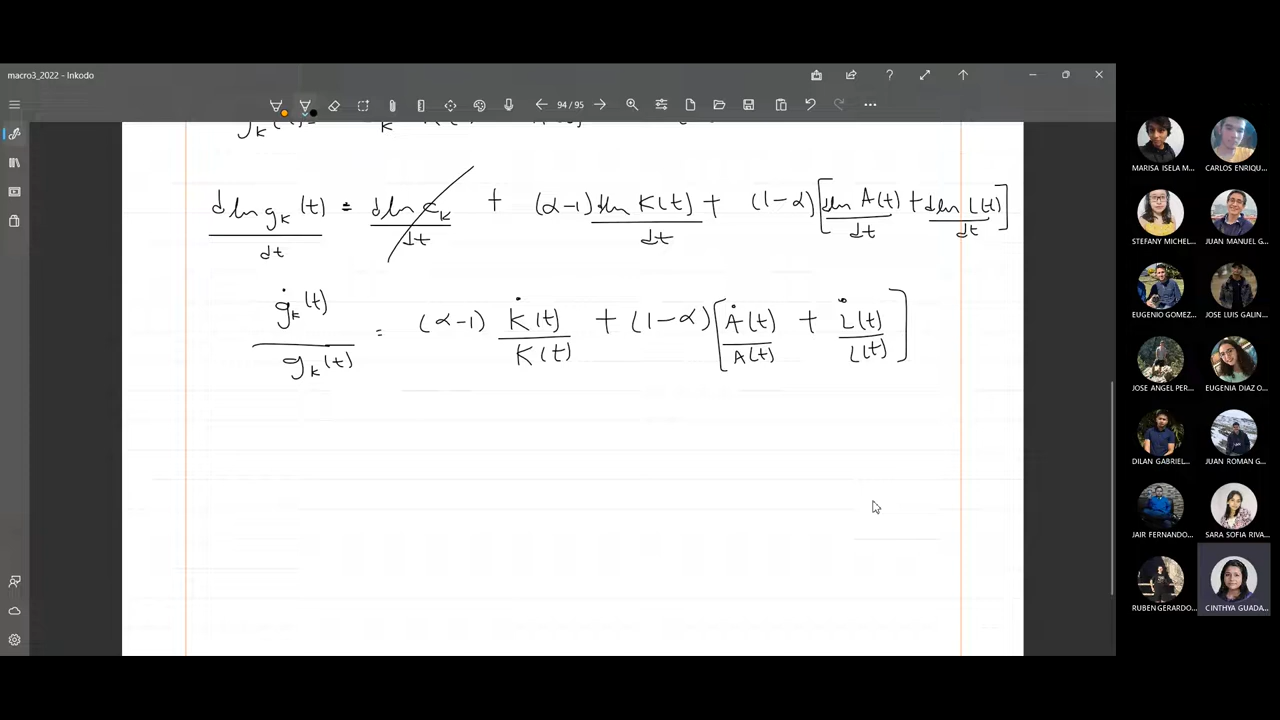 macro3_2022 - Inkodo
94 / 95
d ln g_K (t) / dt = d ln c_K / dt + (α-1) d ln K(t) / dt + (1-α) [ d ln A(t) / dt + d ln L(t) / dt ]
ġ_K (t) / g_K (t) = (α-1) K̇(t) / K(t) + (1-α) [ Ȧ(t) / A(t) + L̇(t) / L(t) ]
MARISA ISELA M...
CARLOS ENRIQU...
STEFANY MICHEL...
JUAN MANUEL G...
EUGENIO GOMEZ...
JOSE LUIS GALIN...
JOSE ANGEL PER...
EUGENIA DIAZ O...
DILAN GABRIEL...
JUAN ROMAN G...
JAIR FERNANDO...
SARA SOFIA RIVA...
RUBEN GERARDO...
CINTHYA GUADA...